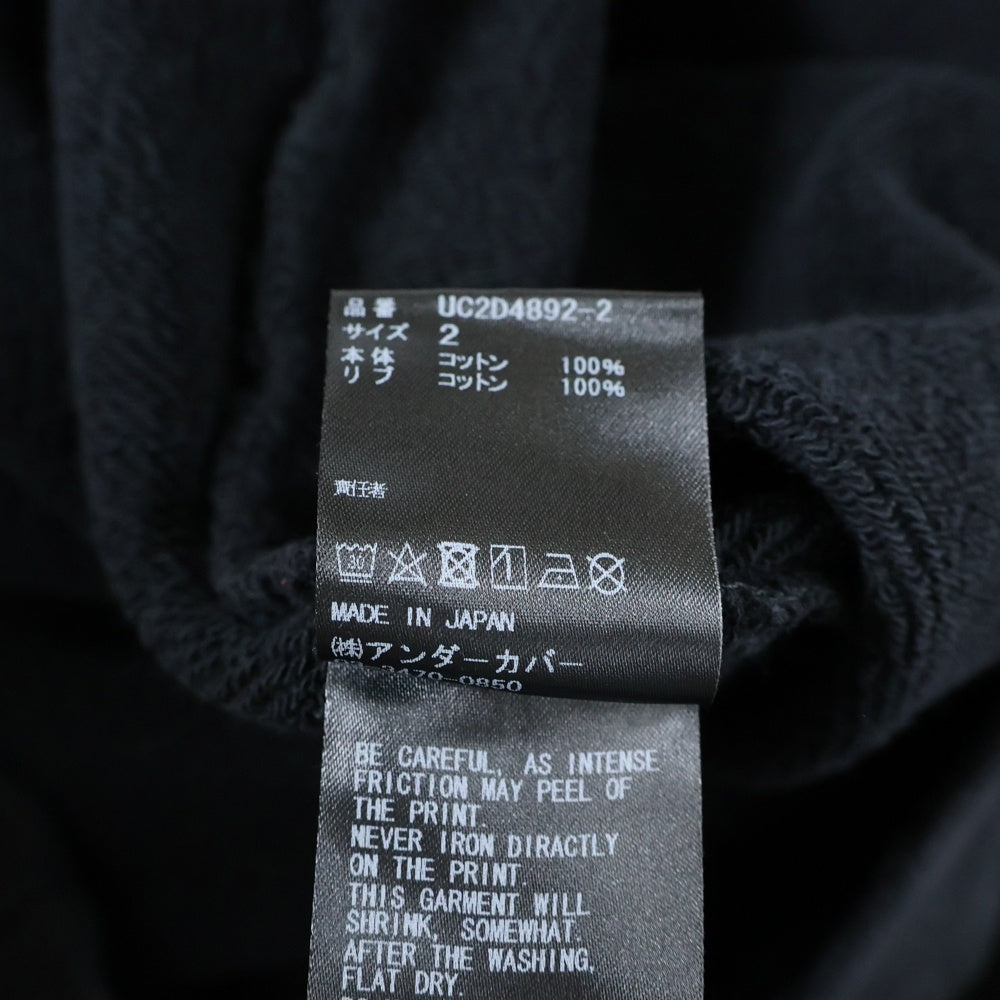 品番 UC2D4892-2
サイズ 2
本体 コットン 100%
リブ コットン 100%
責任者
30
MADE IN JAPAN
(株)アンダーカバー
3470-0850
BE CAREFUL, AS INTENSE
FRICTION MAY PEEL OF
THE PRINT.
NEVER IRON DIRACTLY
ON THE PRINT.
THIS GARMENT WILL
SHRINK, SOMEWHAT
AFTER THE WASHING.
FLAT DRY.